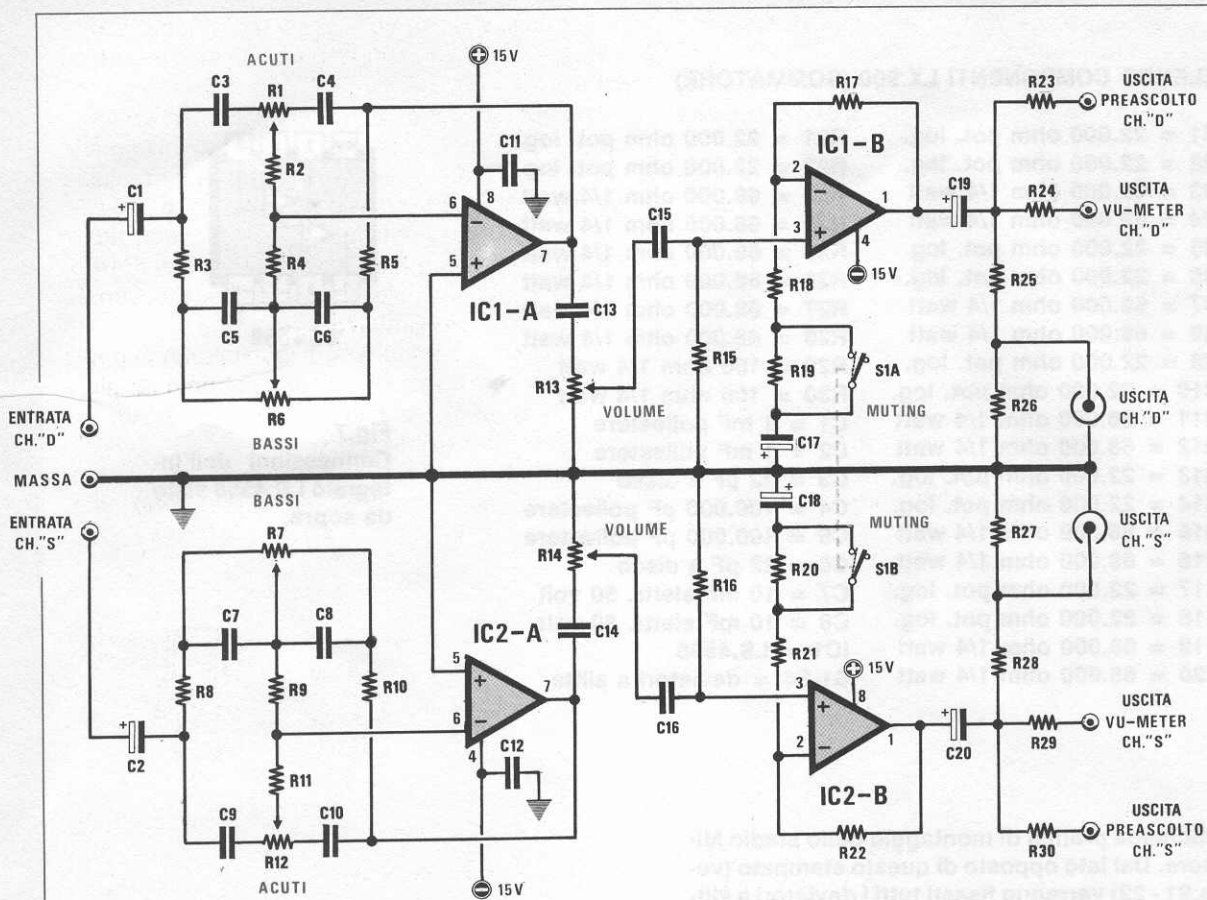 ACUTI
15 V
C3
R1
C4
C11
R17
R23
USCITA
PREASCOLTO
CH. "D"
C1
R2
6
8
IC1-B
2
1
3
4
C19
R24
USCITA
VU-METER
CH."D"
R3
R4
R5
5
7
C15
15 V
C5
C6
IC1-A
C13
R18
R25
R6
R13
R15
R19
S1A
ENTRATA
CH."D"
BASSI
VOLUME
MUTING
R26
USCITA
CH."D"
C17
MASSA
BASSI
C18
ENTRATA
CH."S"
R7
VOLUME
MUTING
R14
R27
USCITA
CH."S"
R16
R20
S1B
C7
C8
IC2-A
C14
R8
R9
R10
5
7
6
R21
15V
R28
4
C16
3
8
C2
R11
C12
2
1
C20
R29
USCITA
VU-METER
CH."S"
C9
C10
IC2-B
R12
R22
R30
USCITA
PREASCOLTO
CH."S"
ACUTI
15V